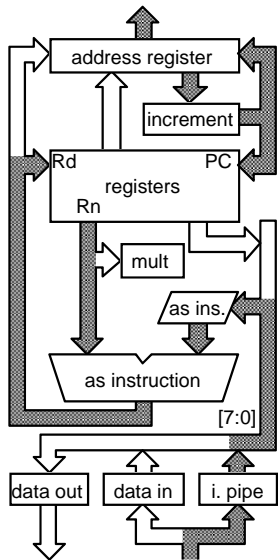 address register
increment
Rd PC
registers
Rn
mult
as ins.
as instruction
[7:0]
data out data in i. pipe